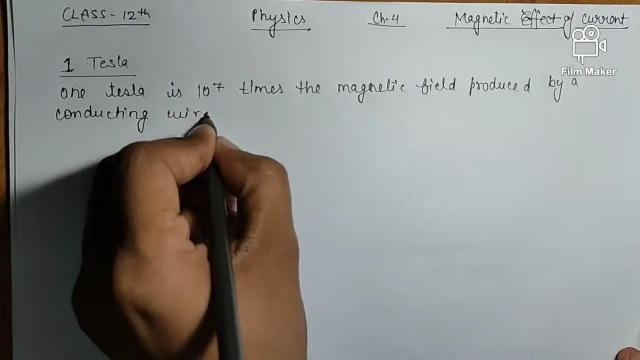 CLASS-12th Physics Ch-4 Magnetic Effect of current
1 Tesla
one tesla is 10⁷ times the magnetic field produced by a
conducting wire
Film Maker